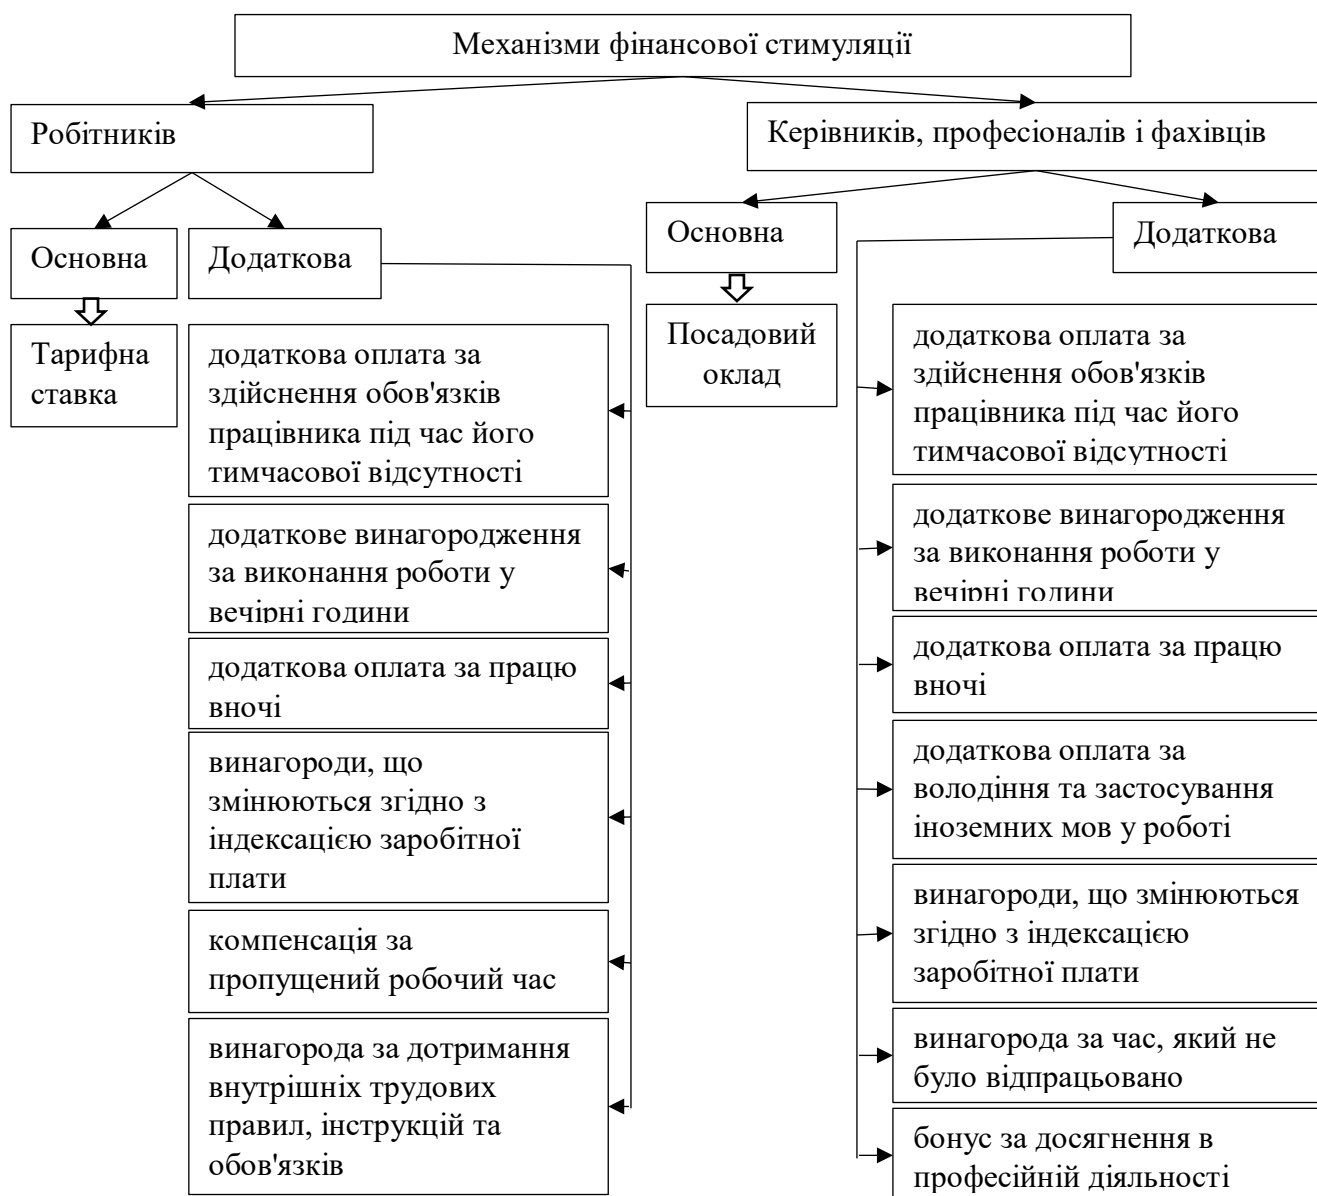 Механізми фінансової стимуляції
Робітників
Керівників, професіоналів і фахівців
Основна
Додаткова
Основна
Додаткова
Тарифна
ставка
Посадовий
оклад
додаткова оплата за
здійснення обов'язків
працівника під час його
тимчасової відсутності
додаткове винагородження
за виконання роботи у
вечірні години
додаткова оплата за працю
вночі
винагороди, що
змінюються згідно з
індексацією заробітної
плати
компенсація за
пропущений робочий час
винагорода за дотримання
внутрішніх трудових
правил, інструкцій та
обов'язків
додаткова оплата за
здійснення обов'язків
працівника під час його
тимчасової відсутності
додаткове винагородження
за виконання роботи у
вечірні години
додаткова оплата за працю
вночі
додаткова оплата за
володіння та застосування
іноземних мов у роботі
винагороди, що змінюються
згідно з індексацією
заробітної плати
винагорода за час, який не
було відпрацьовано
бонус за досягнення в
професійній діяльності